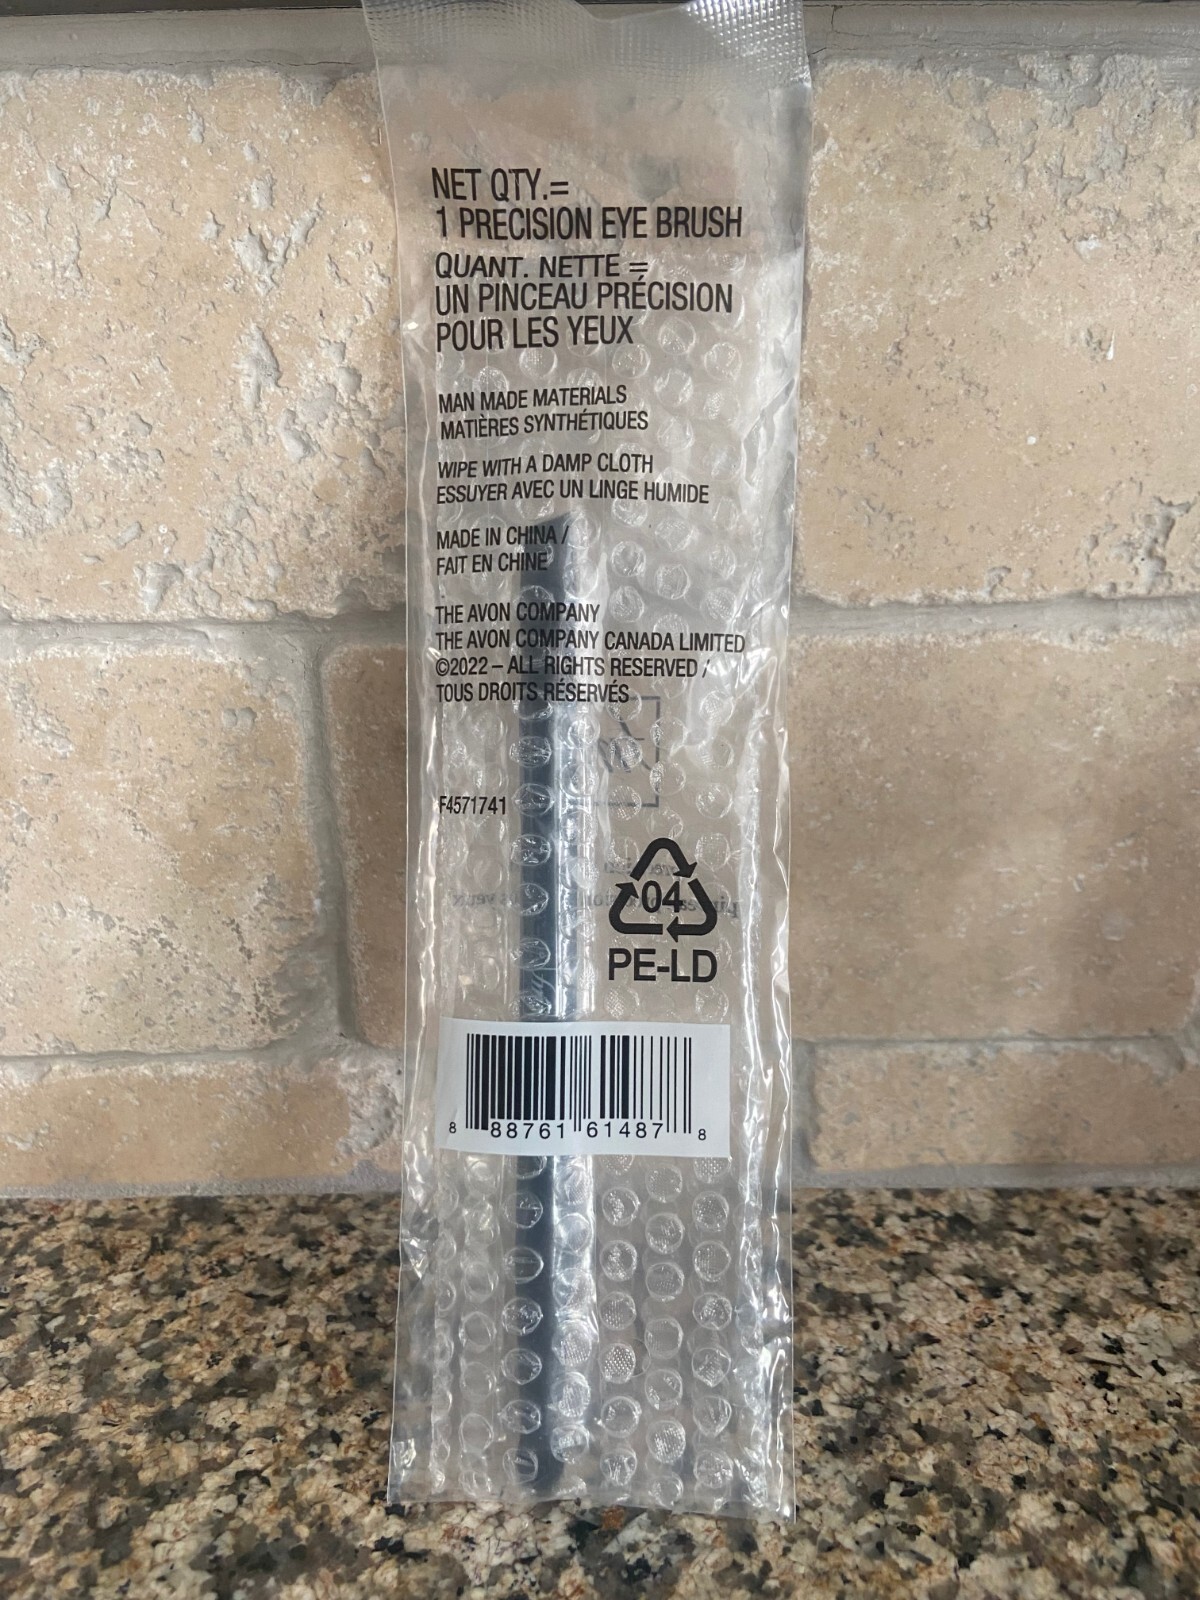 NET QTY.=
1 PRECISION EYE BRUSH
QUANT. NETTE =
UN PINCEAU PRÉCISION
POUR LES YEUX
MAN MADE MATERIALS
MATIÈRES SYNTHÉTIQUES
WIPE WITH A DAMP CLOTH
ESSUYER AVEC UN LINGE HUMIDE
MADE IN CHINA /
FAIT EN CHINE
THE AVON COMPANY
THE AVON COMPANY CANADA LIMITED
©2022 – ALL RIGHTS RESERVED /
TOUS DROITS RÉSERVÉS
F4571741
04
PE-LD
8 88761 61487 8